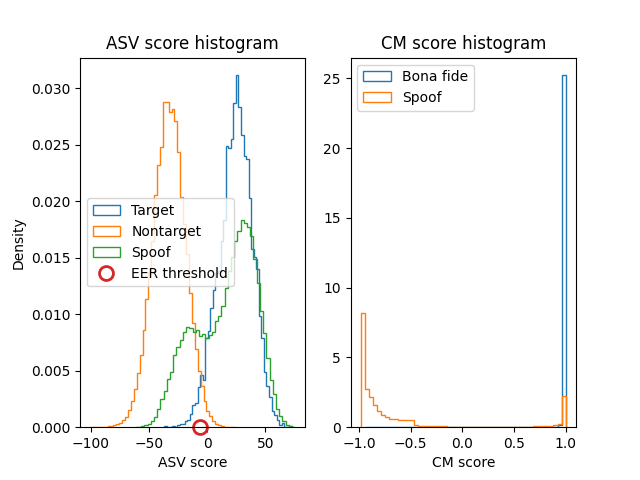 ASV score histogram
Density
0.030
0.025
0.020
0.015
0.010
0.005
0.000
Target
Nontarget
Spoof
EER threshold
−100
−50
0
50
ASV score
CM score histogram
25
20
15
10
5
0
Bona fide
Spoof
−1.0
−0.5
0.0
0.5
1.0
CM score